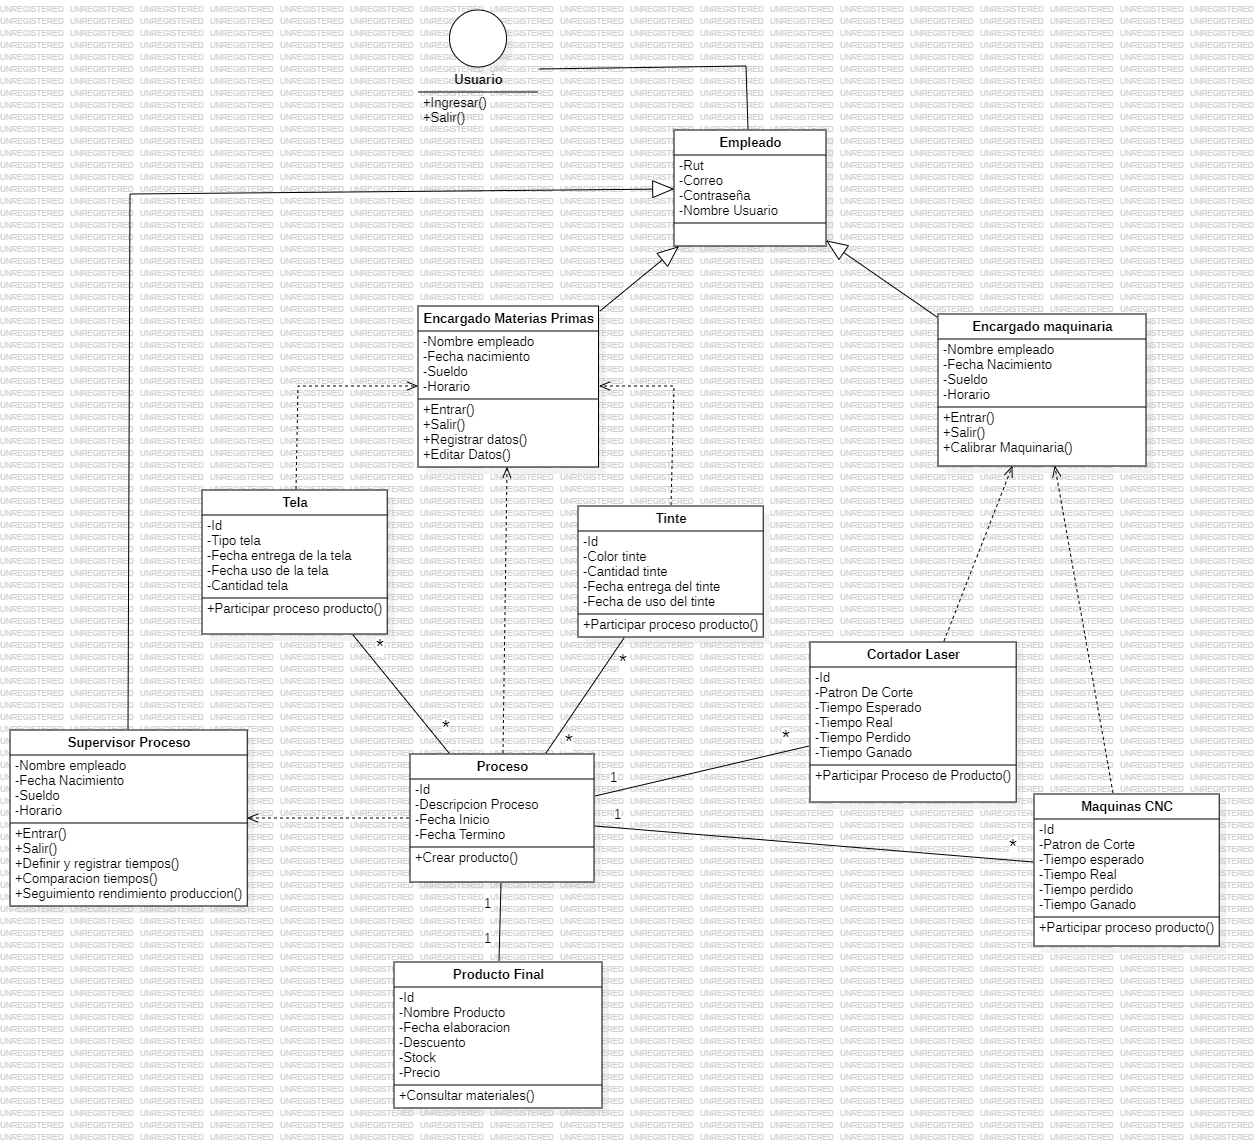 Usuario
+Ingresar()
+Salir()
Empleado
-Rut
-Correo
-Contraseña
-Nombre Usuario
Encargado Materias Primas
-Nombre empleado
-Fecha nacimiento
-Sueldo
-Horario
+Entrar()
+Salir()
+Registrar datos()
+Editar Datos()
Encargado maquinaria
-Nombre empleado
-Fecha Nacimiento
-Sueldo
-Horario
+Entrar()
+Salir()
+Calibrar Maquinaria()
Tela
-Id
-Tipo tela
-Fecha entrega de la tela
-Fecha uso de la tela
-Cantidad tela
+Participar proceso producto()
Tinte
-Id
-Color tinte
-Cantidad tinte
-Fecha entrega del tinte
-Fecha de uso del tinte
+Participar proceso producto()
*
*
*
*
Cortador Laser
-Id
-Patron De Corte
-Tiempo Esperado
-Tiempo Real
-Tiempo Perdido
-Tiempo Ganado
+Participar Proceso de Producto()
Supervisor Proceso
-Nombre empleado
-Fecha Nacimiento
-Sueldo
-Horario
+Entrar()
+Salir()
+Definir y registrar tiempos()
+Comparacion tiempos()
+Seguimiento rendimiento produccion()
Proceso
-Id
-Descripcion Proceso
-Fecha Inicio
-Fecha Termino
+Crear producto()
1
*
1
*
Maquinas CNC
-Id
-Patron de Corte
-Tiempo esperado
-Tiempo Real
-Tiempo perdido
-Tiempo Ganado
+Participar proceso producto()
1
1
Producto Final
-Id
-Nombre Producto
-Fecha elaboracion
-Descuento
-Stock
-Precio
+Consultar materiales()
UNREGISTERED